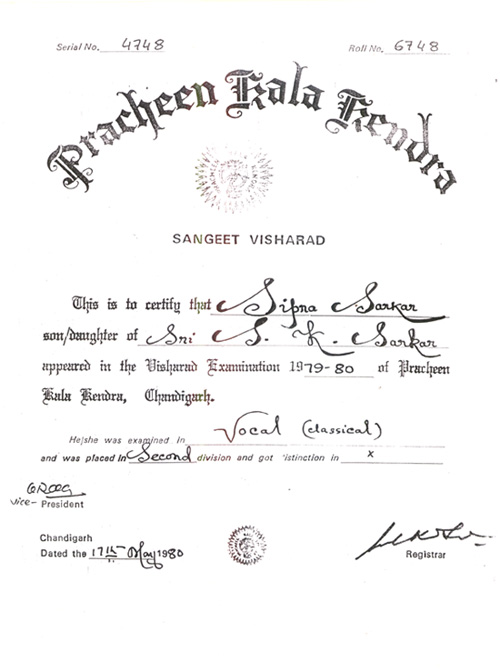 Serial No. 4748 Roll No. 6748
Pracheen Kala Kendra
SANGEET VISHARAD
This is to certify that Sipra Sarkar
son/daughter of Sri S. K. Sarkar
appeared in the Visharad Examination 1979-80 of Pracheen
Kala Kendra, Chandigarh.
He/she was examined in Vocal (classical)
and was placed in Second division and got 'istinction in x
Vice- President
Chandigarh
Dated the 17th May 1980
Registrar